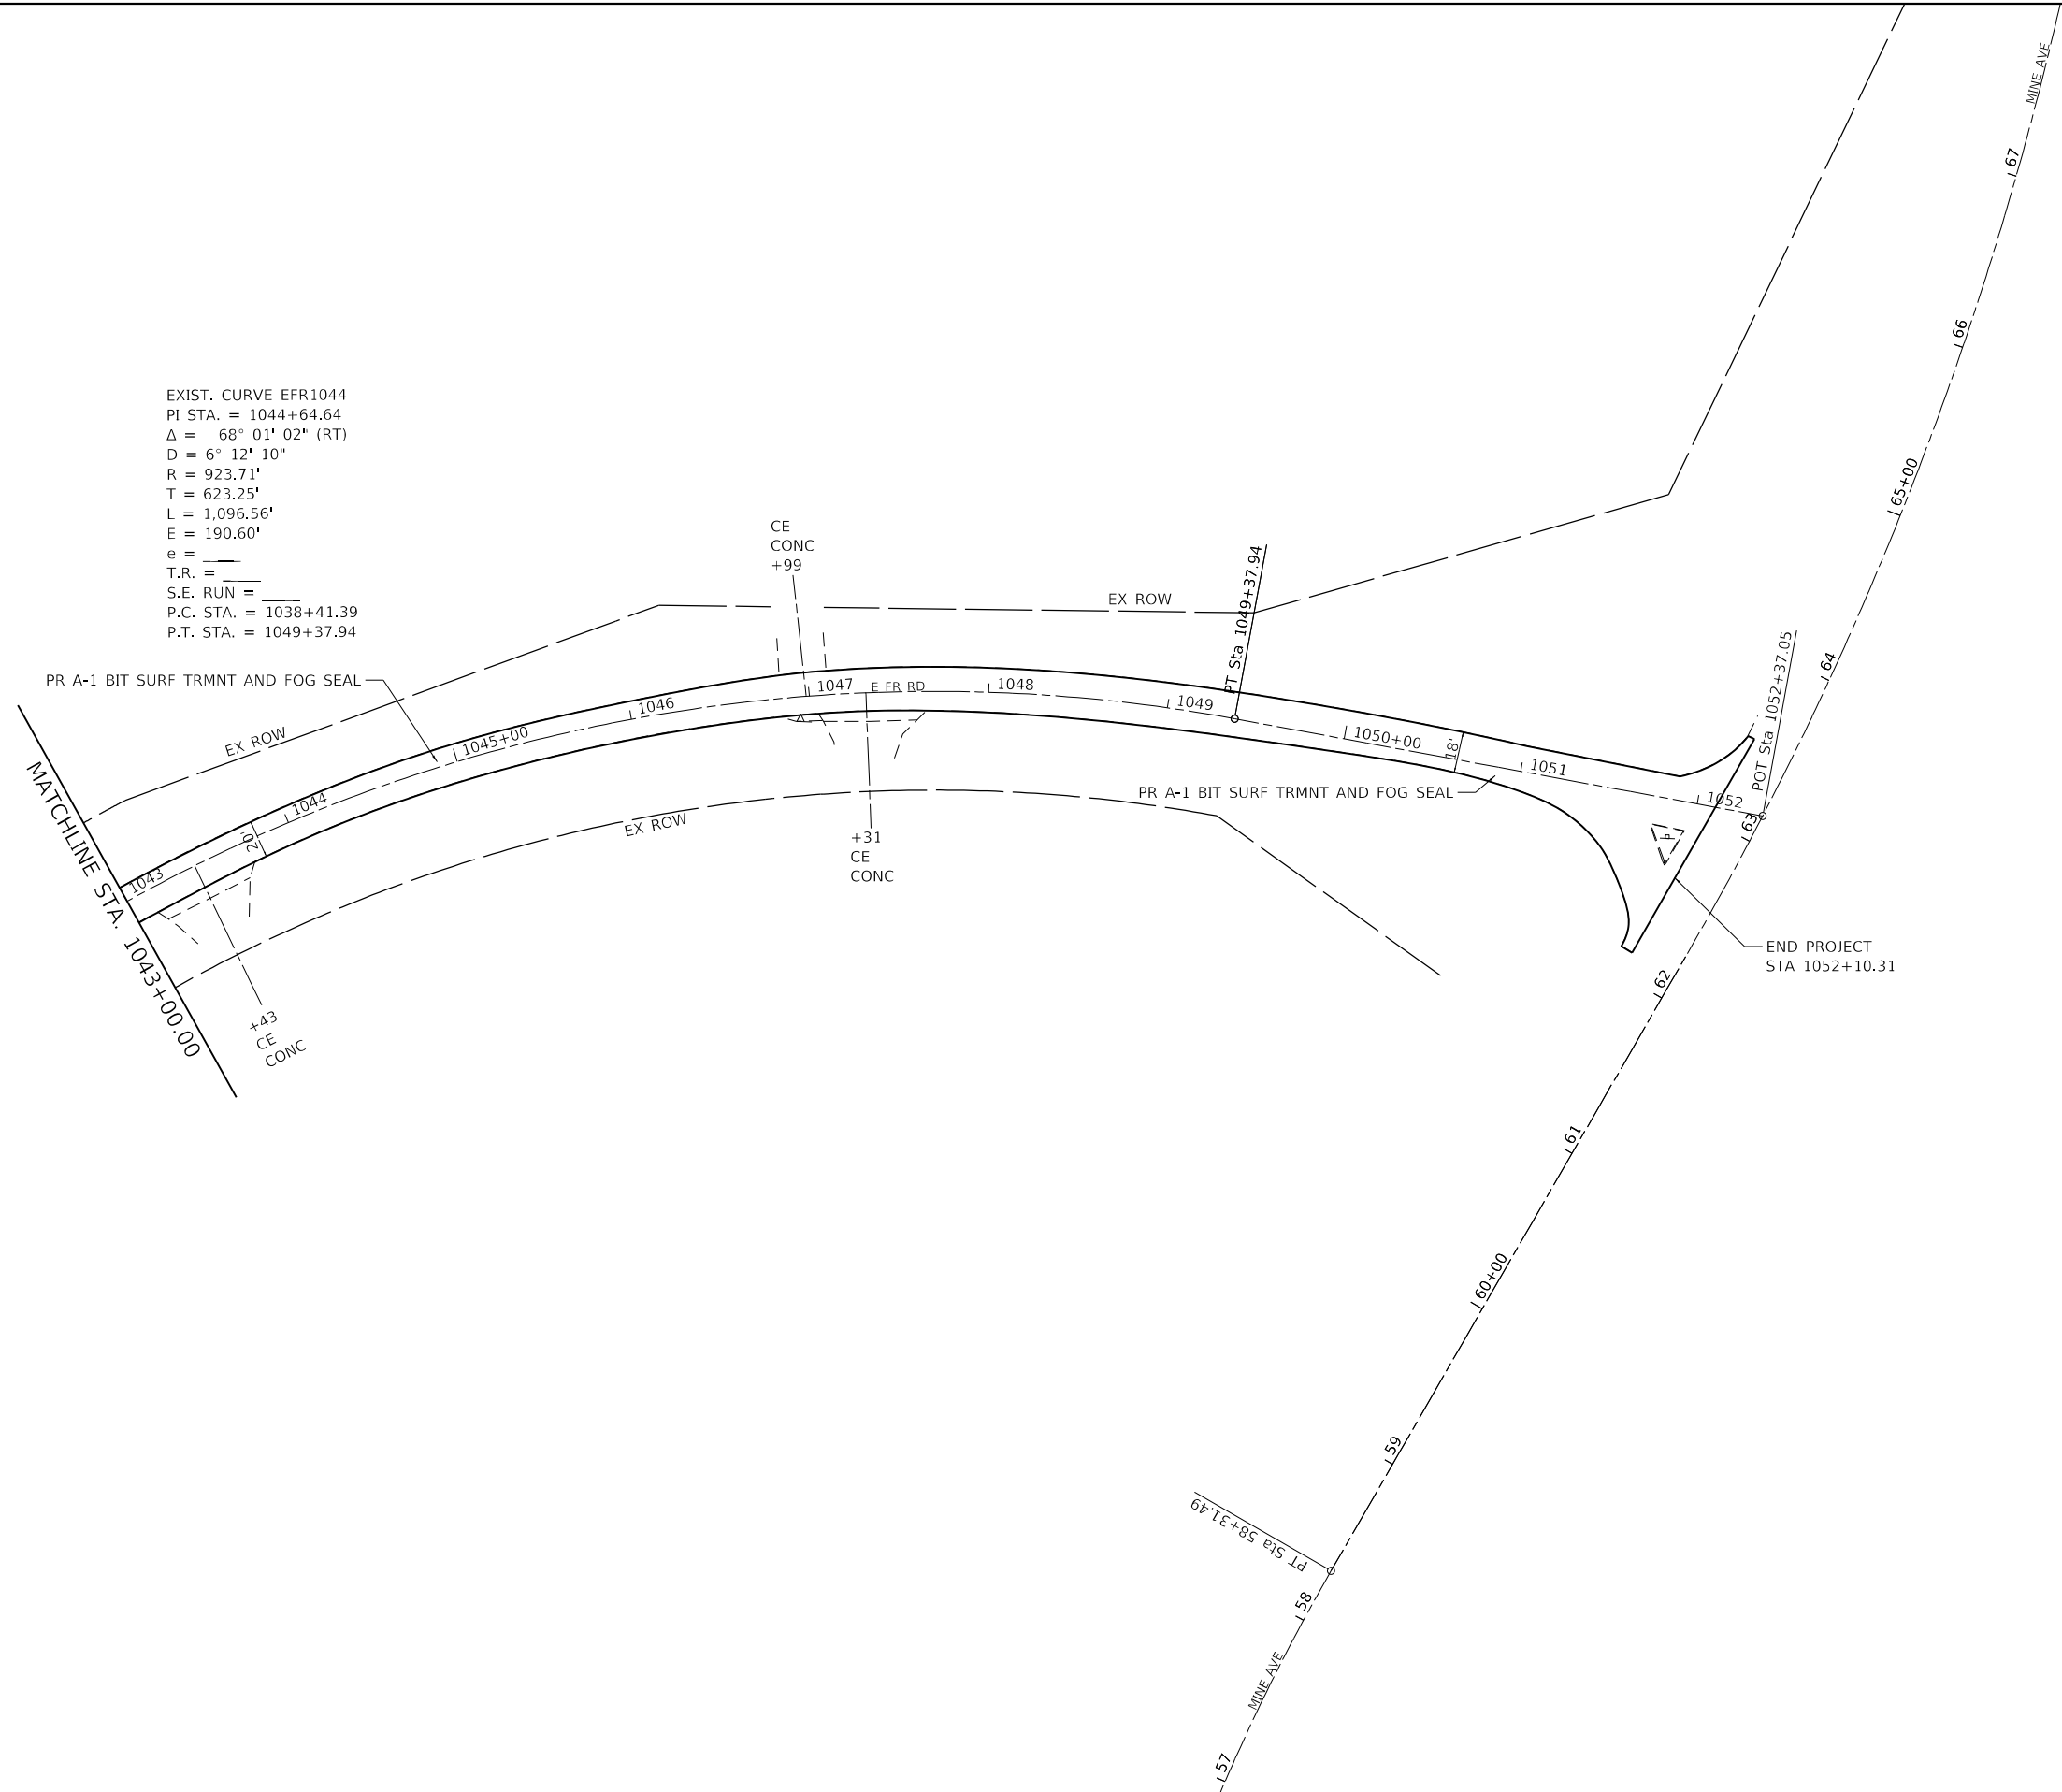 MINE AVE
67
66
65+00
64
EXIST. CURVE EFR1044
PI STA. = 1044+64.64
Δ = 68° 01' 02" (RT)
D = 6° 12' 10"
R = 923.71'
T = 623.25'
L = 1,096.56'
E = 190.60'
e = ____
T.R. = ____
S.E. RUN = ____
P.C. STA. = 1038+41.39
P.T. STA. = 1049+37.94
CE
CONC
+99
EX ROW
PT Sta 1049+37.94
POT Sta 1052+37.05
PR A-1 BIT SURF TRMNT AND FOG SEAL
EX ROW
MATCHLINE STA. 1043+00.00
1043
20'
1044
1045+00
1046
1047
E FR RD
1048
1049
1050+00
18'
1051
1052
63
PR A-1 BIT SURF TRMNT AND FOG SEAL
EX ROW
+31
CE
CONC
P
END PROJECT
STA 1052+10.31
+43
CE
CONC
62
61
60+00
59
PT Sta 58+31.49
58
MINE AVE
57